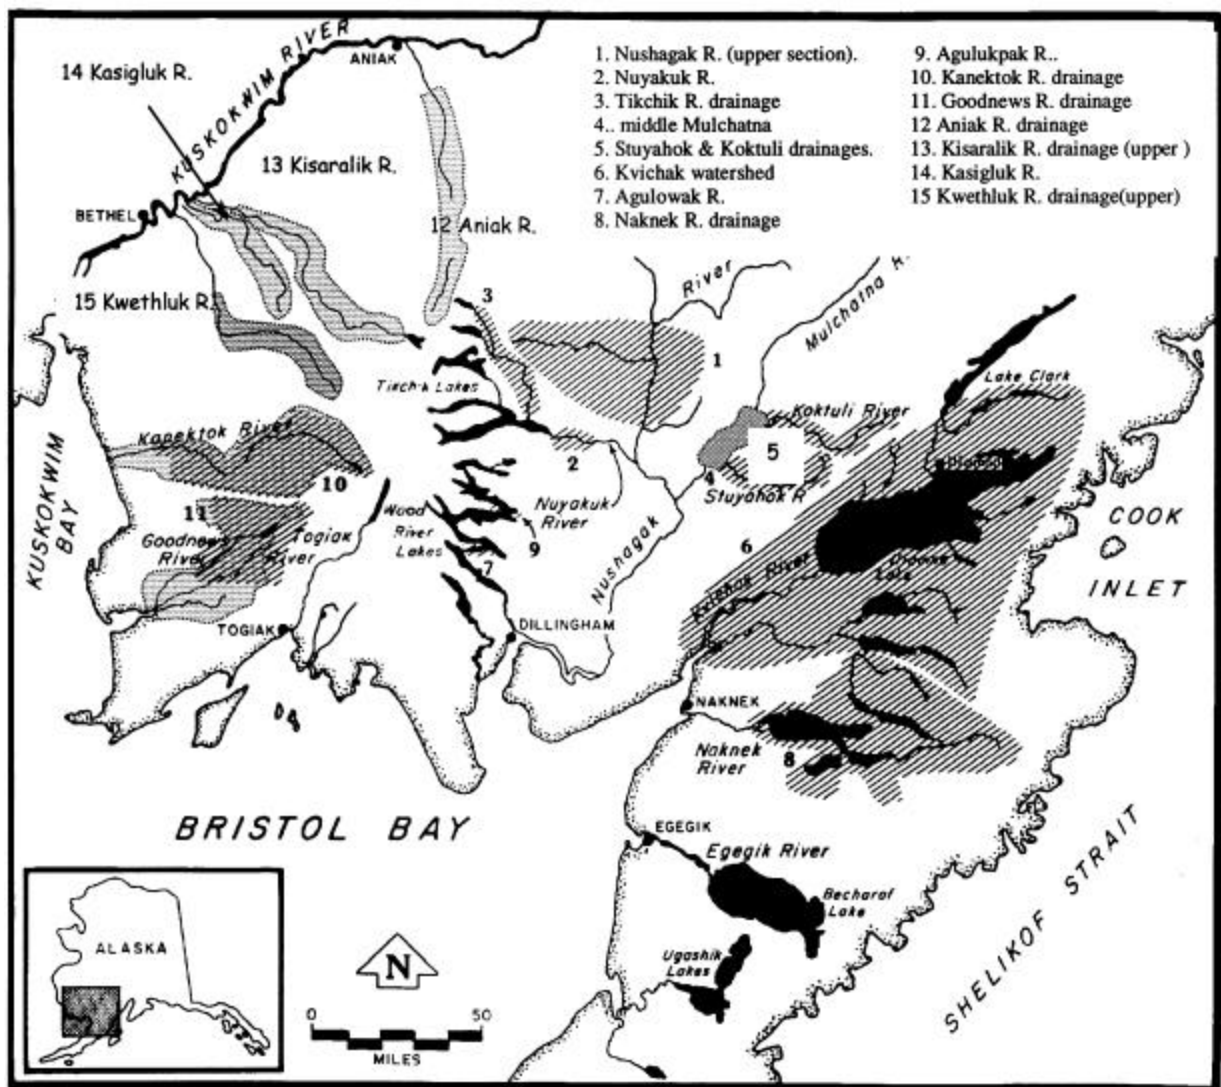 1. Nushagak R. (upper section).
2. Nuyakuk R.
3. Tikchik R. drainage
4.. middle Mulchatna
5. Stuyahok & Koktuli drainages.
6. Kvichak watershed
7. Agulowak R.
8. Naknek R. drainage
9. Agulukpak R..
10. Kanektok R. drainage
11. Goodnews R. drainage
12 Aniak R. drainage
13. Kisaralik R. drainage (upper )
14. Kasigluk R.
15 Kwethluk R. drainage(upper)
KUSKOKWIM RIVER
ANIAK
14 Kasigluk R.
13 Kisaralik R.
BETHEL
12 Aniak R.
15 Kwethluk R.
3
River
Mulchatna R.
1
Lake Clark
Lakes
Koktuli River
Kanektok River
5
2
4
Stuyahok R
10
KUSKOKWIM
BAY
Nuyakuk
River
11
Goodnews
River
Togiak
River
Wood
River
Lakes
9
7
Nushagak
6
Kvichak River
Lake
COOK
INLET
TOGIAK
DILLINGHAM
NAKNEK
Naknek
River
8
BRISTOL BAY
EGEGIK
Egegik River
Becharof
Lake
Ugashik
Lakes
SHELIKOF STRAIT
ALASKA
N
0
50
MILES